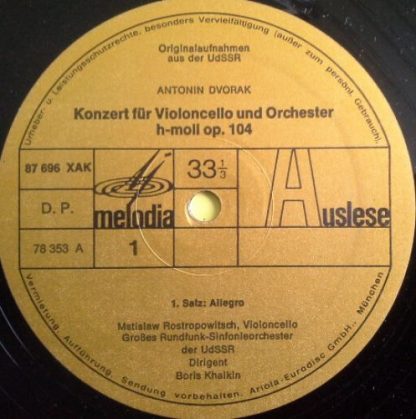 Urheber- u. Leistungsschutzrechte, besonders Vervielfältigung (außer zum persönl. Gebrauch),
Originalaufnahmen
aus der UdSSR
ANTONIN DVORAK
Konzert für Violoncello und Orchester
h-moll op. 104
87 696 XAK
33 1/3
D. P.
melodia
Auslese
78 353 A
1
1. Satz: Allegro
Mstislaw Rostropowitsch, Violoncello
Großes Rundfunk-Sinfonieorchester
der UdSSR
Dirigent
Boris Khaikin
Vermietung, Aufführung, Sendung vorbehalten. Ariola-Eurodisc GmbH., München